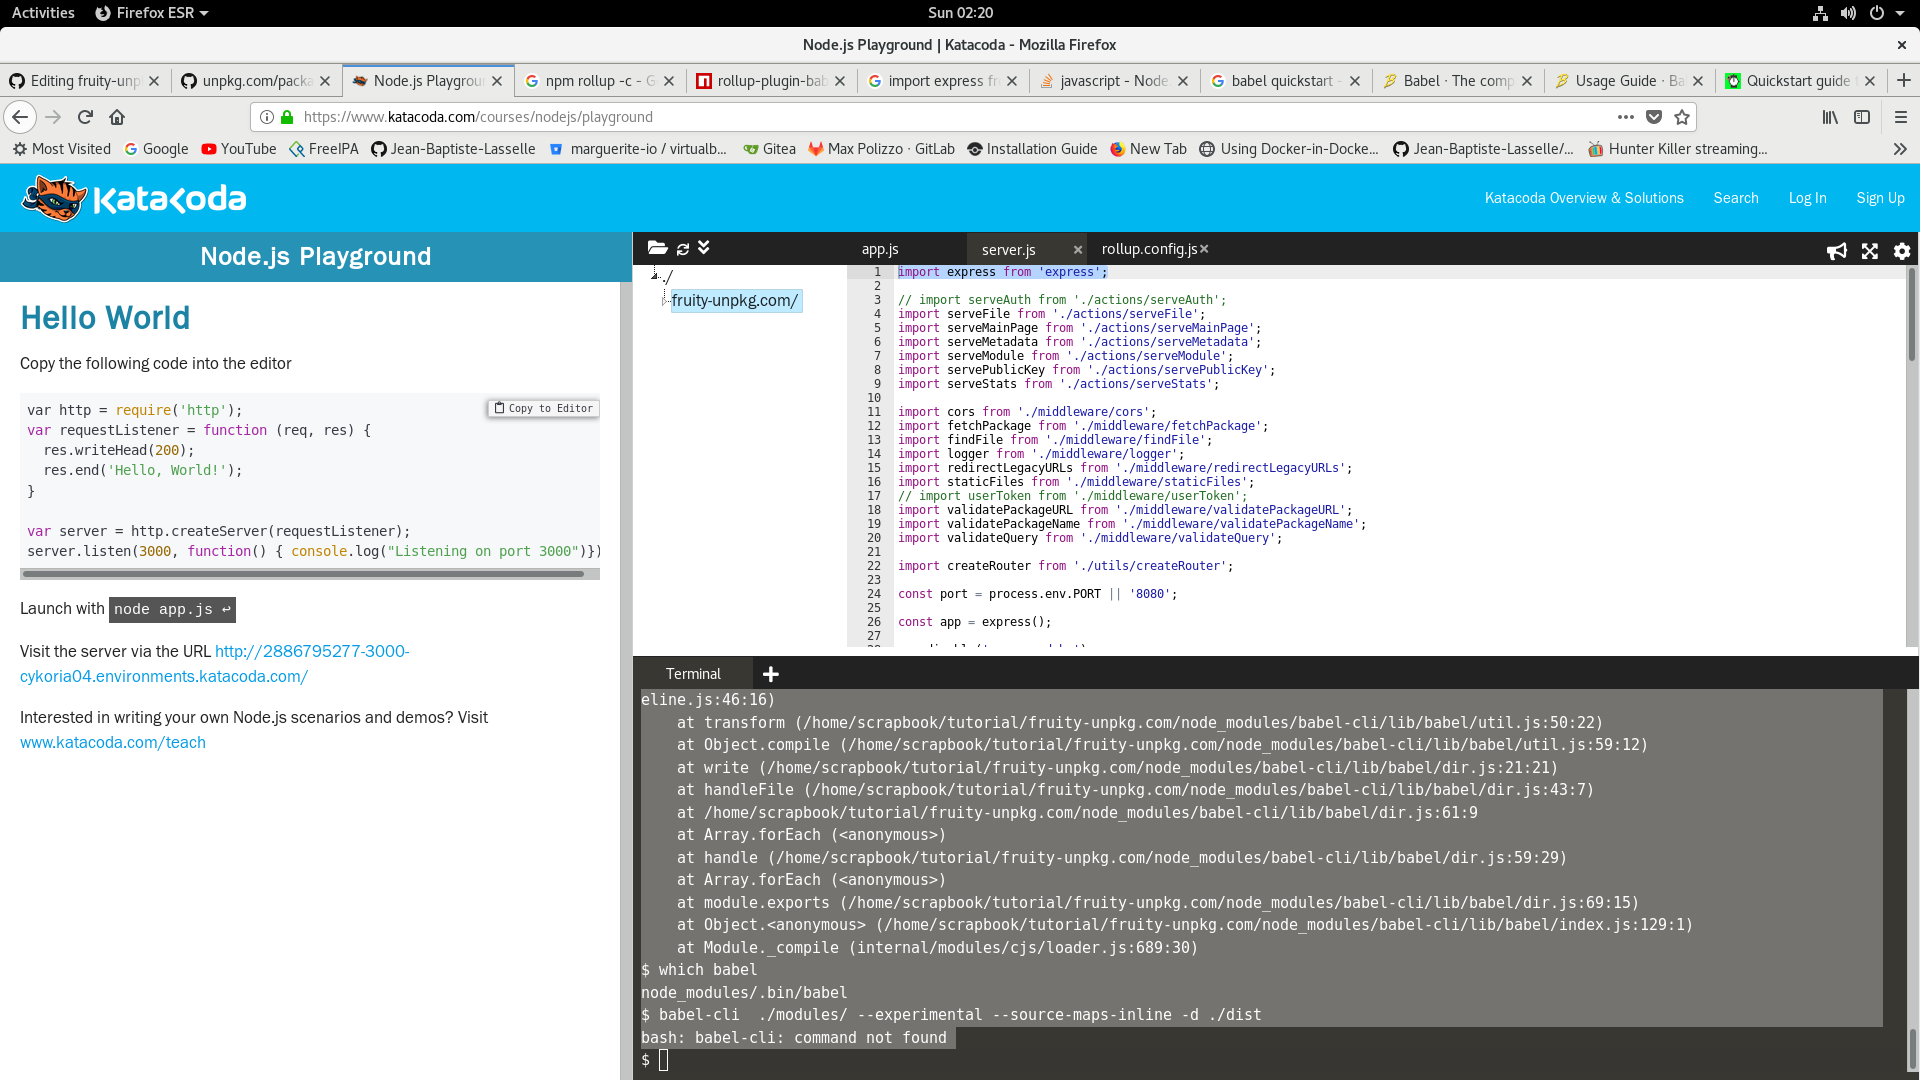 Activities
Firefox ESR
Sun 02:20
Node.js Playground | Katacoda - Mozilla Firefox
Editing fruity-unp
unpkg.com/packa
Node.js Playgroun
npm rollup -c - G
rollup-plugin-bab
import express fr
javascript - Node.
babel quickstart -
Babel · The comp
Usage Guide · Ba
Quickstart guide
https://www.katacoda.com/courses/nodejs/playground
Most Visited
Google
YouTube
FreeIPA
Jean-Baptiste-Lasselle
marguerite-io / virtualb...
Gitea
Max Polizzo · GitLab
Installation Guide
New Tab
Using Docker-in-Docke...
Jean-Baptiste-Lasselle/...
Hunter Killer streaming...
Katacoda
Katacoda Overview & Solutions
Search
Log In
Sign Up
Node.js Playground
Hello World
Copy the following code into the editor
Copy to Editor
var http = require('http');
var requestListener = function (req, res) {
  res.writeHead(200);
  res.end('Hello, World!');
}
var server = http.createServer(requestListener);
server.listen(3000, function() { console.log("Listening on port 3000")})
Launch with node app.js ↩
Visit the server via the URL http://2886795277-3000-
cykoria04.environments.katacoda.com/
Interested in writing your own Node.js scenarios and demos? Visit
www.katacoda.com/teach
app.js
server.js
rollup.config.js
./
fruity-unpkg.com/
1 import express from 'express';
2
3 // import serveAuth from './actions/serveAuth';
4 import serveFile from './actions/serveFile';
5 import serveMainPage from './actions/serveMainPage';
6 import serveMetadata from './actions/serveMetadata';
7 import serveModule from './actions/serveModule';
8 import servePublicKey from './actions/servePublicKey';
9 import serveStats from './actions/serveStats';
10
11 import cors from './middleware/cors';
12 import fetchPackage from './middleware/fetchPackage';
13 import findFile from './middleware/findFile';
14 import logger from './middleware/logger';
15 import redirectLegacyURLs from './middleware/redirectLegacyURLs';
16 import staticFiles from './middleware/staticFiles';
17 // import userToken from './middleware/userToken';
18 import validatePackageURL from './middleware/validatePackageURL';
19 import validatePackageName from './middleware/validatePackageName';
20 import validateQuery from './middleware/validateQuery';
21
22 import createRouter from './utils/createRouter';
23
24 const port = process.env.PORT || '8080';
25
26 const app = express();
27
Terminal
eline.js:46:16)
    at transform (/home/scrapbook/tutorial/fruity-unpkg.com/node_modules/babel-cli/lib/babel/util.js:50:22)
    at Object.compile (/home/scrapbook/tutorial/fruity-unpkg.com/node_modules/babel-cli/lib/babel/util.js:59:12)
    at write (/home/scrapbook/tutorial/fruity-unpkg.com/node_modules/babel-cli/lib/babel/dir.js:21:21)
    at handleFile (/home/scrapbook/tutorial/fruity-unpkg.com/node_modules/babel-cli/lib/babel/dir.js:43:7)
    at /home/scrapbook/tutorial/fruity-unpkg.com/node_modules/babel-cli/lib/babel/dir.js:61:9
    at Array.forEach (<anonymous>)
    at handle (/home/scrapbook/tutorial/fruity-unpkg.com/node_modules/babel-cli/lib/babel/dir.js:59:29)
    at Array.forEach (<anonymous>)
    at module.exports (/home/scrapbook/tutorial/fruity-unpkg.com/node_modules/babel-cli/lib/babel/dir.js:69:15)
    at Object.<anonymous> (/home/scrapbook/tutorial/fruity-unpkg.com/node_modules/babel-cli/lib/babel/index.js:129:1)
    at Module._compile (internal/modules/cjs/loader.js:689:30)
$ which babel
node_modules/.bin/babel
$ babel-cli  ./modules/ --experimental --source-maps-inline -d ./dist
bash: babel-cli: command not found
$